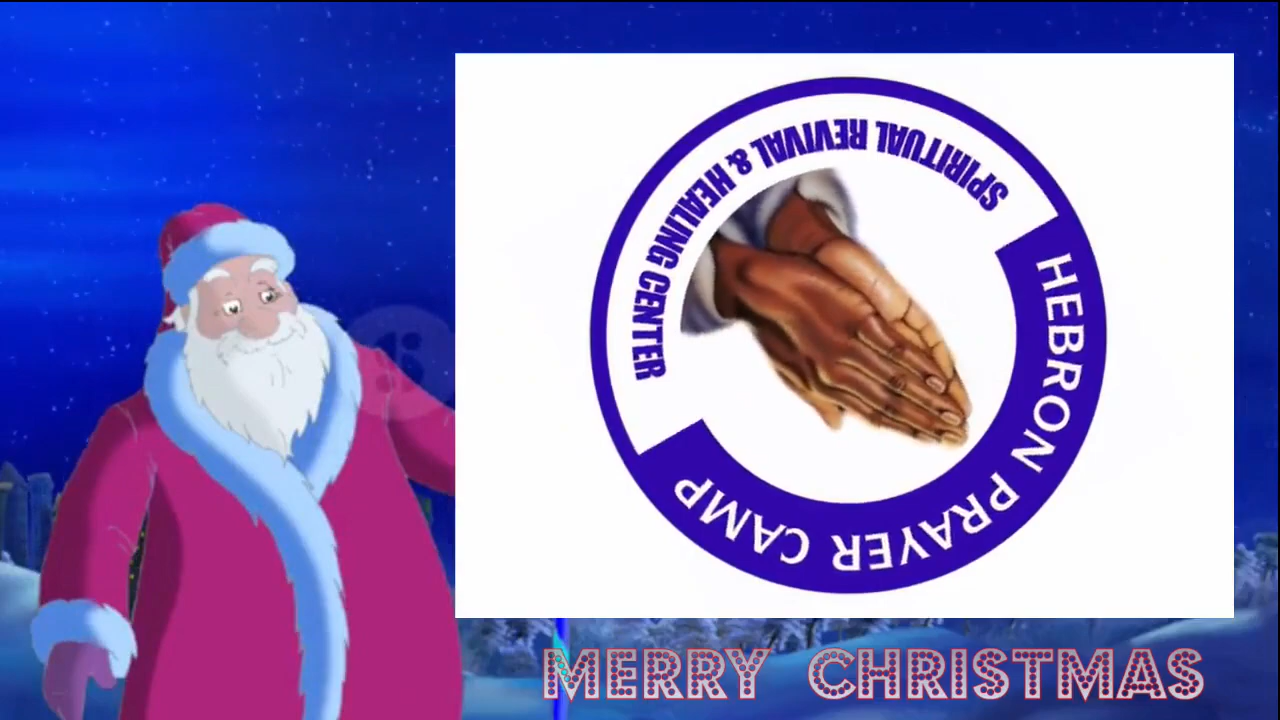 HEBRON PRAYER CAMP
SPIRITUAL REVIVAL & HEALING CENTER
MERRY CHRISTMAS